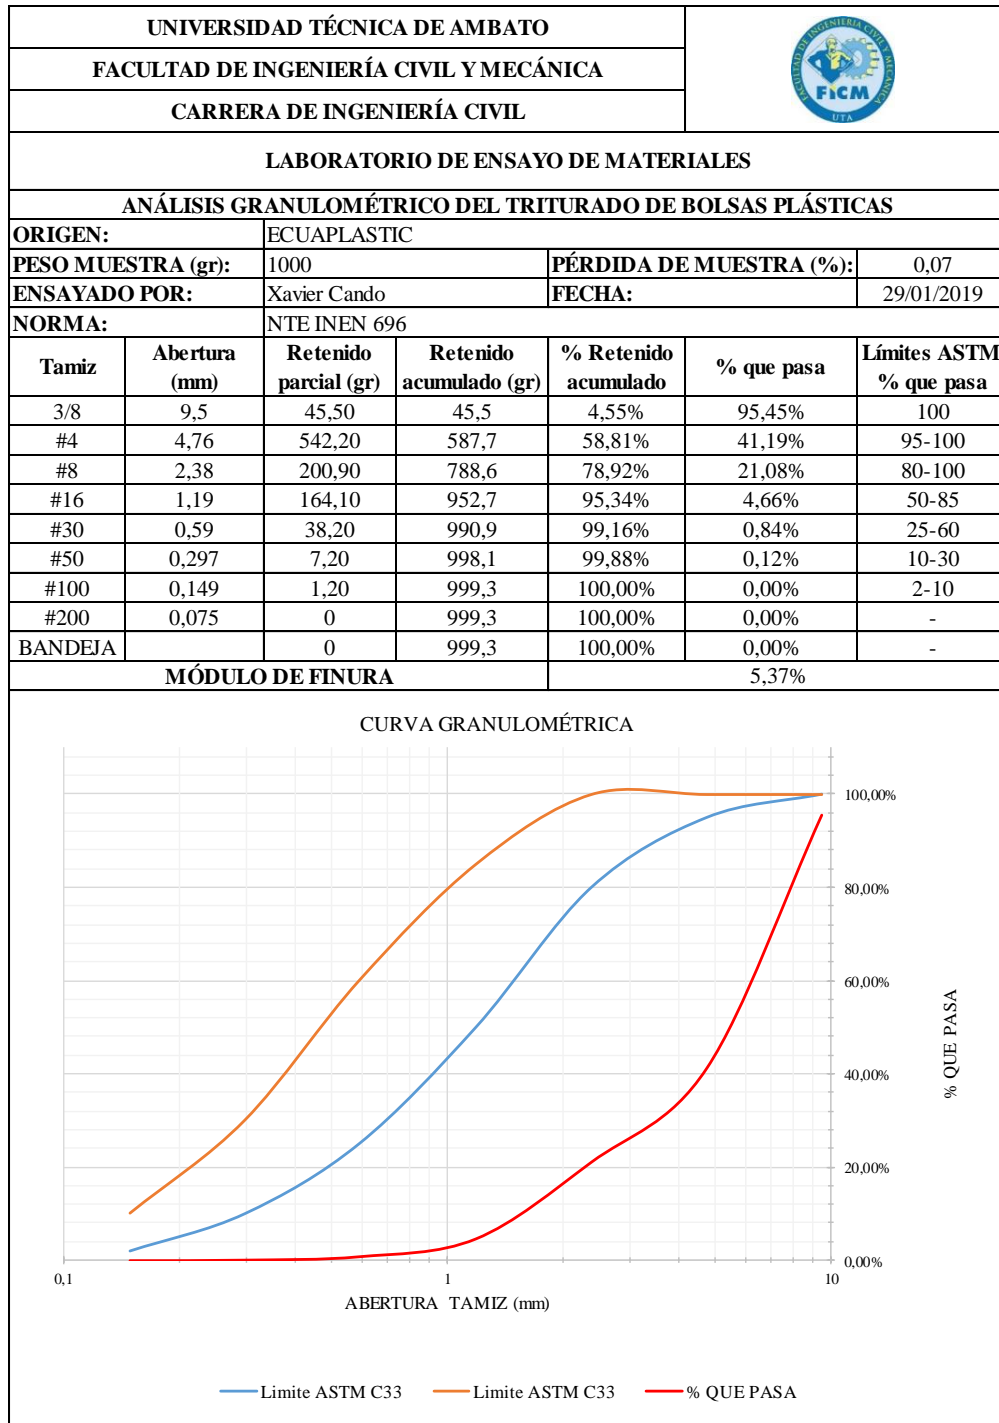 UNIVERSIDAD TÉCNICA DE AMBATO
FACULTAD DE INGENIERÍA CIVIL Y MECÁNICA
CARRERA DE INGENIERÍA CIVIL
FACULTAD DE INGENIERIA CIVIL Y MECANICA
FICM
UTA
LABORATORIO DE ENSAYO DE MATERIALES
ANÁLISIS GRANULOMÉTRICO DEL TRITURADO DE BOLSAS PLÁSTICAS
ORIGEN: ECUAPLASTIC
PESO MUESTRA (gr): 1000 PÉRDIDA DE MUESTRA (%): 0,07
ENSAYADO POR: Xavier Cando FECHA: 29/01/2019
NORMA: NTE INEN 696
Tamiz Abertura (mm) Retenido parcial (gr) Retenido acumulado (gr) % Retenido acumulado % que pasa Límites ASTM % que pasa
3/8 9,5 45,50 45,5 4,55% 95,45% 100
#4 4,76 542,20 587,7 58,81% 41,19% 95-100
#8 2,38 200,90 788,6 78,92% 21,08% 80-100
#16 1,19 164,10 952,7 95,34% 4,66% 50-85
#30 0,59 38,20 990,9 99,16% 0,84% 25-60
#50 0,297 7,20 998,1 99,88% 0,12% 10-30
#100 0,149 1,20 999,3 100,00% 0,00% 2-10
#200 0,075 0 999,3 100,00% 0,00% -
BANDEJA 0 999,3 100,00% 0,00% -
MÓDULO DE FINURA 5,37%
CURVA GRANULOMÉTRICA
100,00%
80,00%
60,00%
40,00%
20,00%
0,00%
% QUE PASA
0,1 1 10
ABERTURA TAMIZ (mm)
Limite ASTM C33 Limite ASTM C33 % QUE PASA